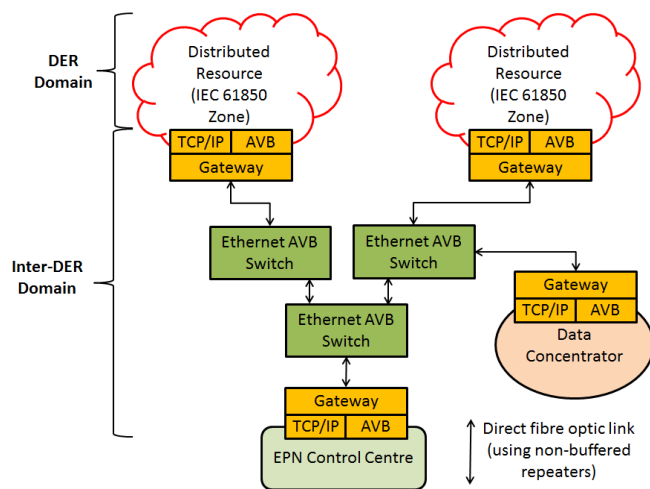 DER
Domain
Distributed
Resource
(IEC 61850
Zone)
TCP/IP
AVB
Gateway
Distributed
Resource
(IEC 61850
Zone)
TCP/IP
AVB
Gateway
Inter-DER
Domain
Ethernet AVB
Switch
Ethernet AVB
Switch
Ethernet AVB
Switch
Gateway
TCP/IP
AVB
Data
Concentrator
Gateway
TCP/IP
AVB
EPN Control Centre
Direct fibre optic link
(using non-buffered
repeaters)